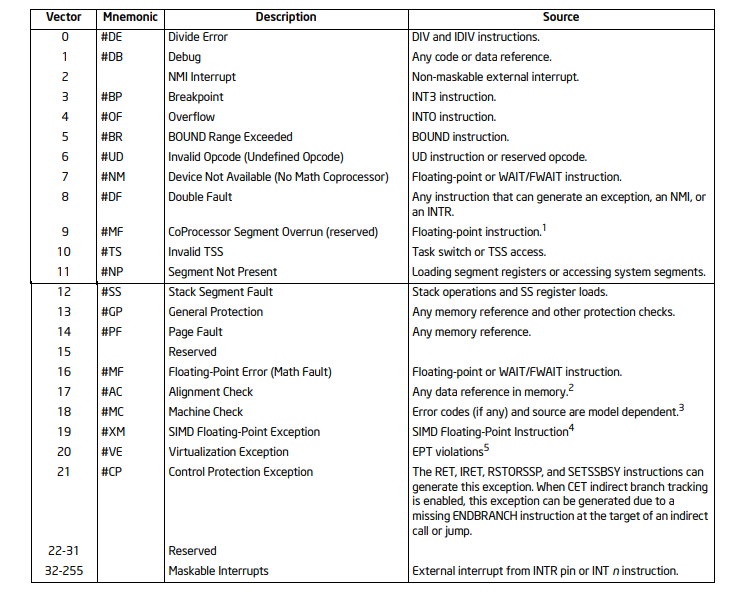 Vector Mnemonic Description Source
0 #DE Divide Error DIV and IDIV instructions.
1 #DB Debug Any code or data reference.
2 NMI Interrupt Non-maskable external interrupt.
3 #BP Breakpoint INT3 instruction.
4 #OF Overflow INTO instruction.
5 #BR BOUND Range Exceeded BOUND instruction.
6 #UD Invalid Opcode (Undefined Opcode) UD instruction or reserved opcode.
7 #NM Device Not Available (No Math Coprocessor) Floating-point or WAIT/FWAIT instruction.
8 #DF Double Fault Any instruction that can generate an exception, an NMI, or
an INTR.
9 #MF CoProcessor Segment Overrun (reserved) Floating-point instruction.1
10 #TS Invalid TSS Task switch or TSS access.
11 #NP Segment Not Present Loading segment registers or accessing system segments.
12 #SS Stack Segment Fault Stack operations and SS register loads.
13 #GP General Protection Any memory reference and other protection checks.
14 #PF Page Fault Any memory reference.
15 Reserved
16 #MF Floating-Point Error (Math Fault) Floating-point or WAIT/FWAIT instruction.
17 #AC Alignment Check Any data reference in memory.2
18 #MC Machine Check Error codes (if any) and source are model dependent.3
19 #XM SIMD Floating-Point Exception SIMD Floating-Point Instruction4
20 #VE Virtualization Exception EPT violations5
21 #CP Control Protection Exception The RET, IRET, RSTORSSP, and SETSSBSY instructions can
generate this exception. When CET indirect branch tracking
is enabled, this exception can be generated due to a
missing ENDBRANCH instruction at the target of an indirect
call or jump.
22-31 Reserved
32-255 Maskable Interrupts External interrupt from INTR pin or INT n instruction.